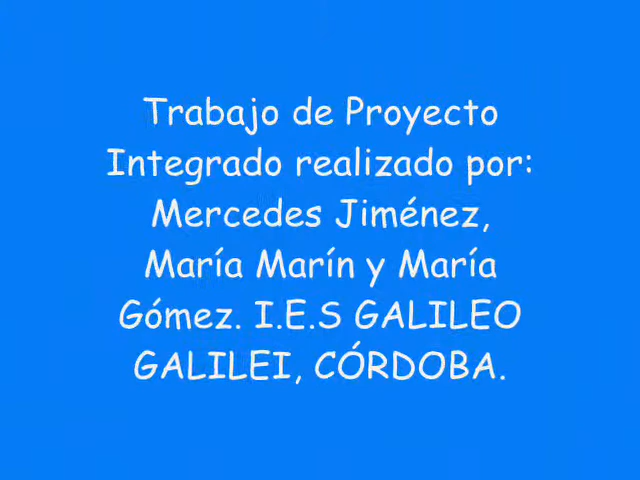 Trabajo de Proyecto
Integrado realizado por:
Mercedes Jiménez,
María Marín y María
Gómez. I.E.S GALILEO
GALILEI, CÓRDOBA.